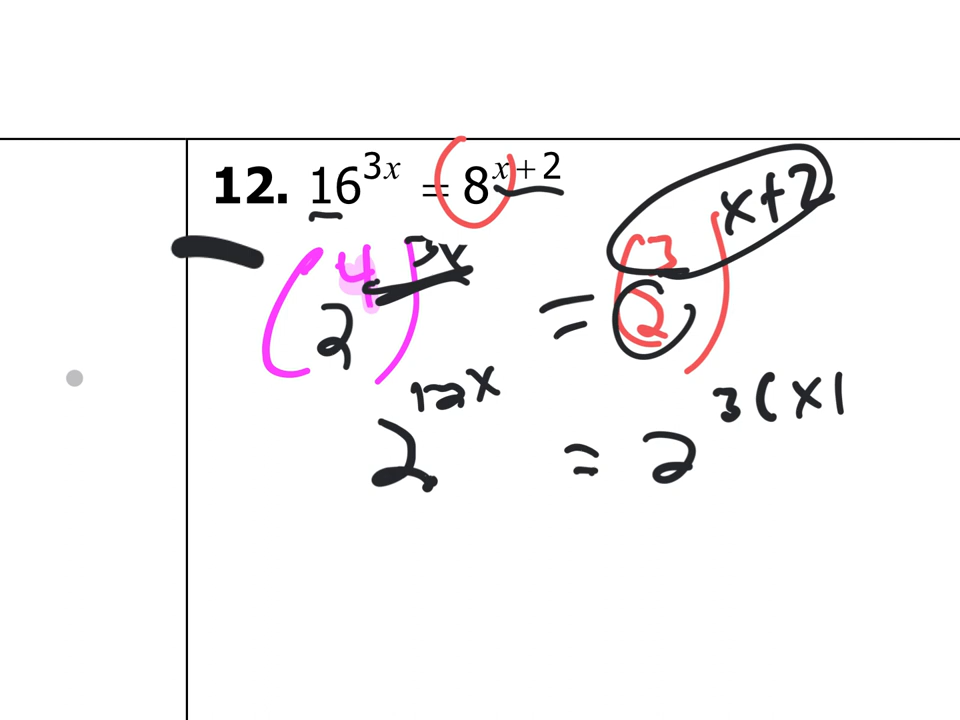 12. 16^{3x} = 8^{x+2}
(2^4)^{3x} = (2^3)^{x+2}
2^{12x} = 2^{3(x